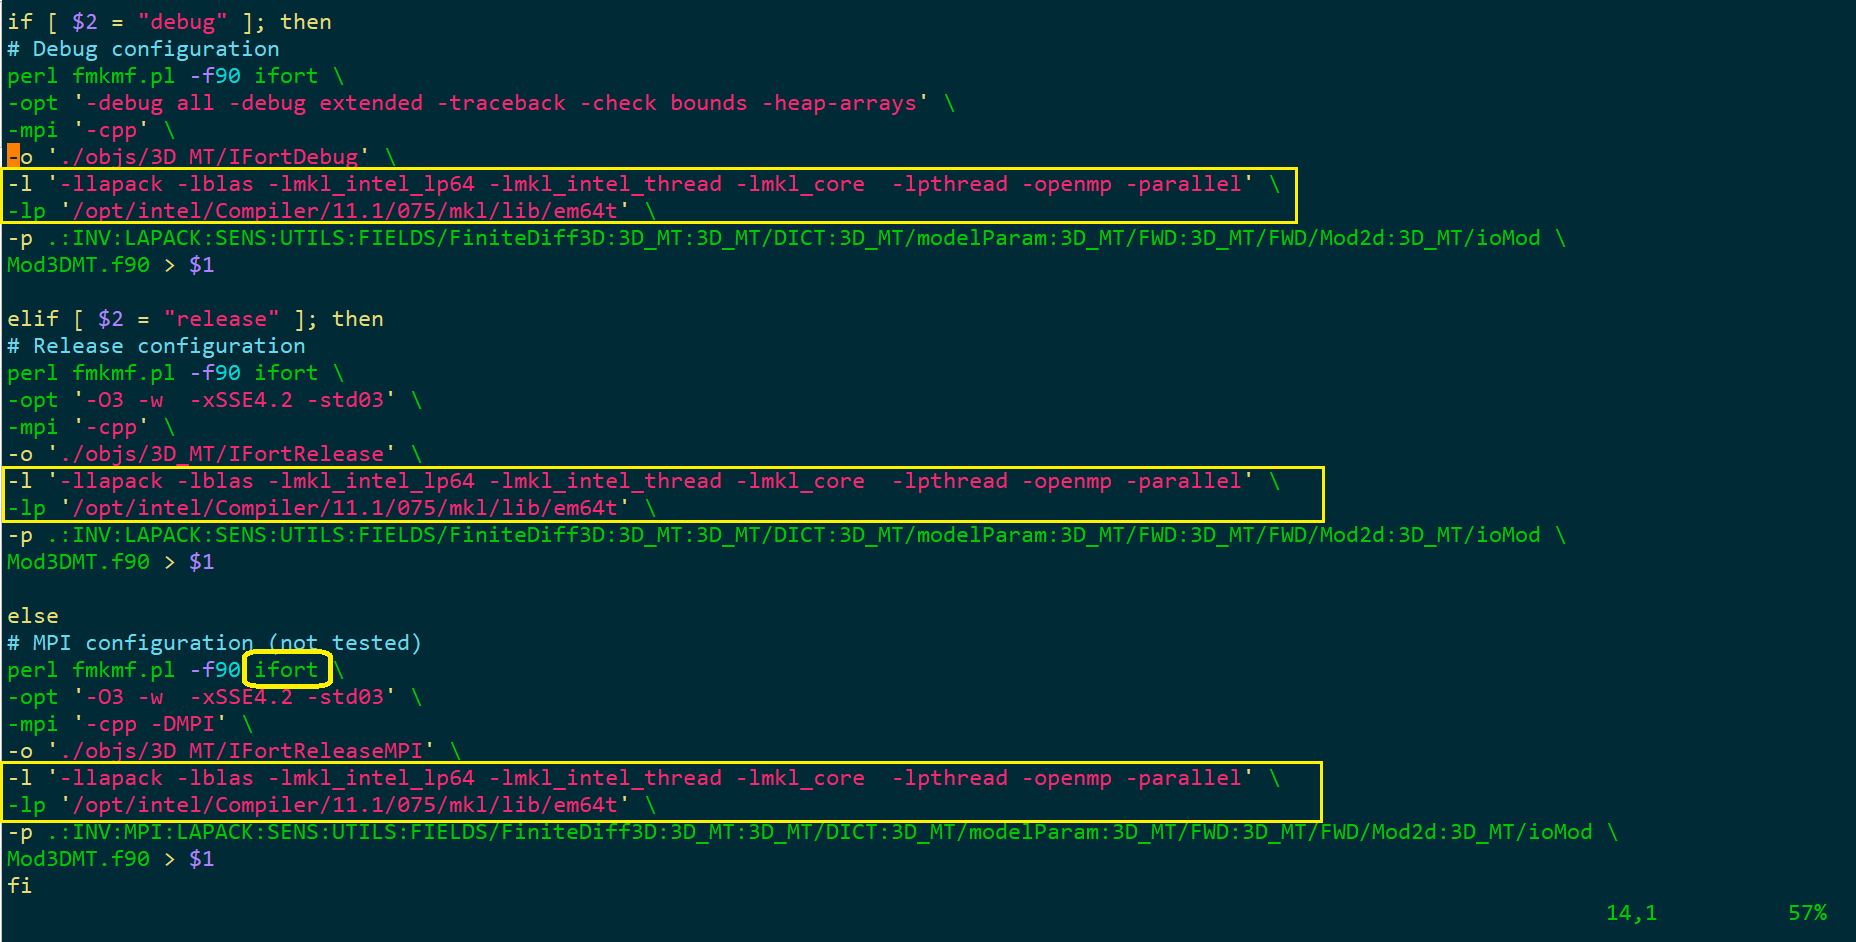 if [ $2 = "debug" ]; then
# Debug configuration
perl fmkmf.pl -f90 ifort \
-opt '-debug all -debug extended -traceback -check bounds -heap-arrays' \
-mpi '-cpp' \
-o './objs/3D_MT/IFortDebug' \
-l '-llapack -lblas -lmkl_intel_lp64 -lmkl_intel_thread -lmkl_core  -lpthread -openmp -parallel' \
-lp '/opt/intel/Compiler/11.1/075/mkl/lib/em64t' \
-p .:INV:LAPACK:SENS:UTILS:FIELDS/FiniteDiff3D:3D_MT:3D_MT/DICT:3D_MT/modelParam:3D_MT/FWD:3D_MT/FWD/Mod2d:3D_MT/ioMod \
Mod3DMT.f90 > $1
elif [ $2 = "release" ]; then
# Release configuration
perl fmkmf.pl -f90 ifort \
-opt '-O3 -w  -xSSE4.2 -std03' \
-mpi '-cpp' \
-o './objs/3D_MT/IFortRelease' \
-l '-llapack -lblas -lmkl_intel_lp64 -lmkl_intel_thread -lmkl_core  -lpthread -openmp -parallel' \
-lp '/opt/intel/Compiler/11.1/075/mkl/lib/em64t' \
-p .:INV:LAPACK:SENS:UTILS:FIELDS/FiniteDiff3D:3D_MT:3D_MT/DICT:3D_MT/modelParam:3D_MT/FWD:3D_MT/FWD/Mod2d:3D_MT/ioMod \
Mod3DMT.f90 > $1
else
# MPI configuration (not tested)
perl fmkmf.pl -f90 ifort \
-opt '-O3 -w  -xSSE4.2 -std03' \
-mpi '-cpp -DMPI' \
-o './objs/3D_MT/IFortReleaseMPI' \
-l '-llapack -lblas -lmkl_intel_lp64 -lmkl_intel_thread -lmkl_core  -lpthread -openmp -parallel' \
-lp '/opt/intel/Compiler/11.1/075/mkl/lib/em64t' \
-p .:INV:MPI:LAPACK:SENS:UTILS:FIELDS/FiniteDiff3D:3D_MT:3D_MT/DICT:3D_MT/modelParam:3D_MT/FWD:3D_MT/FWD/Mod2d:3D_MT/ioMod \
Mod3DMT.f90 > $1
fi
14,1 57%